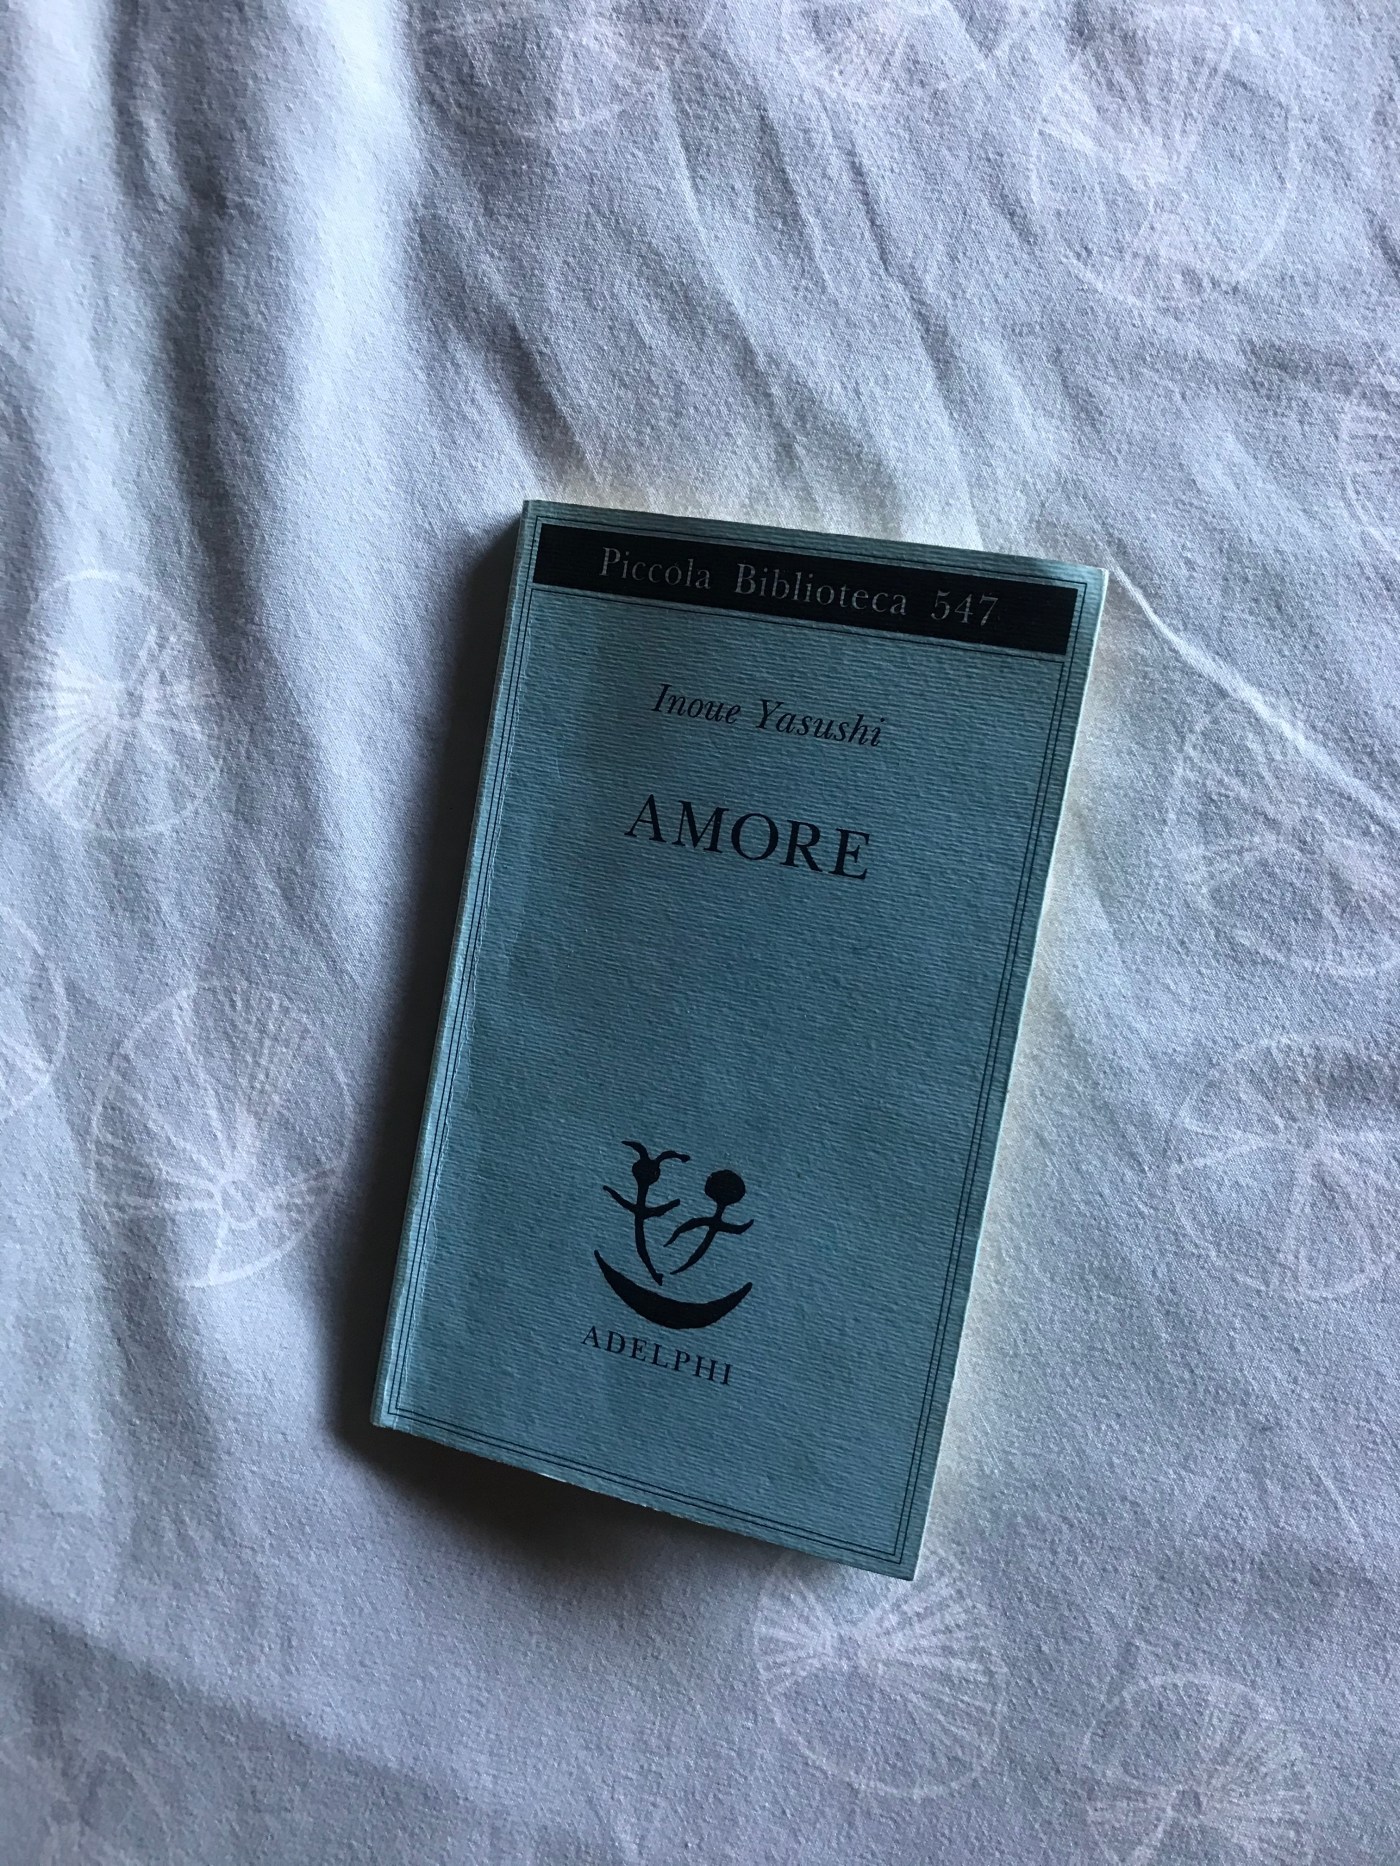 Piccola Biblioteca 547
Inoue Yasushi
AMORE
ADELPHI